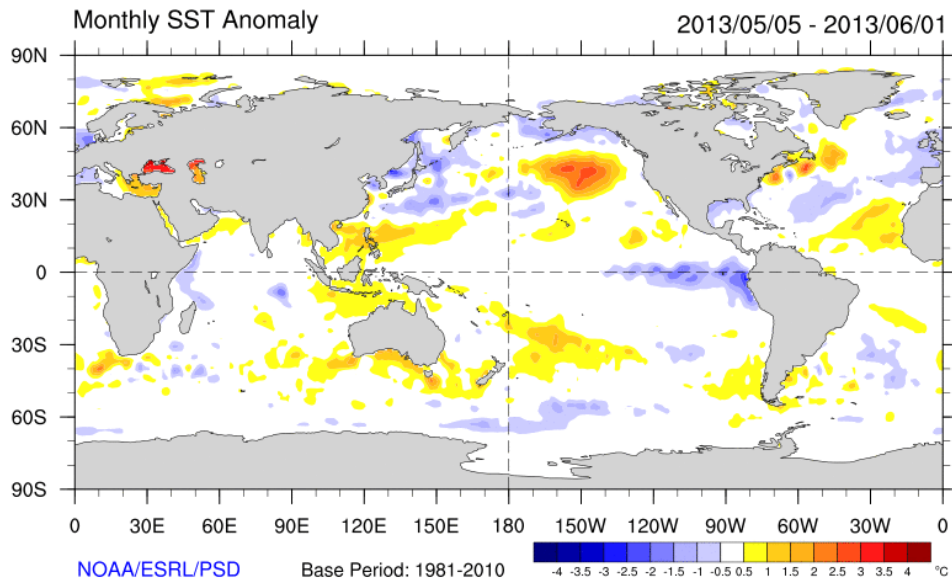 Monthly SST Anomaly 2013/05/05 - 2013/06/01
90N
60N
30N
0
30S
60S
90S
0 30E 60E 90E 120E 150E 180 150W 120W 90W 60W 30W 0
-4 -3.5 -3 -2.5 -2 -1.5 -1 -0.5 0.5 1 1.5 2 2.5 3 3.5 4 °C
NOAA/ESRL/PSD Base Period: 1981-2010